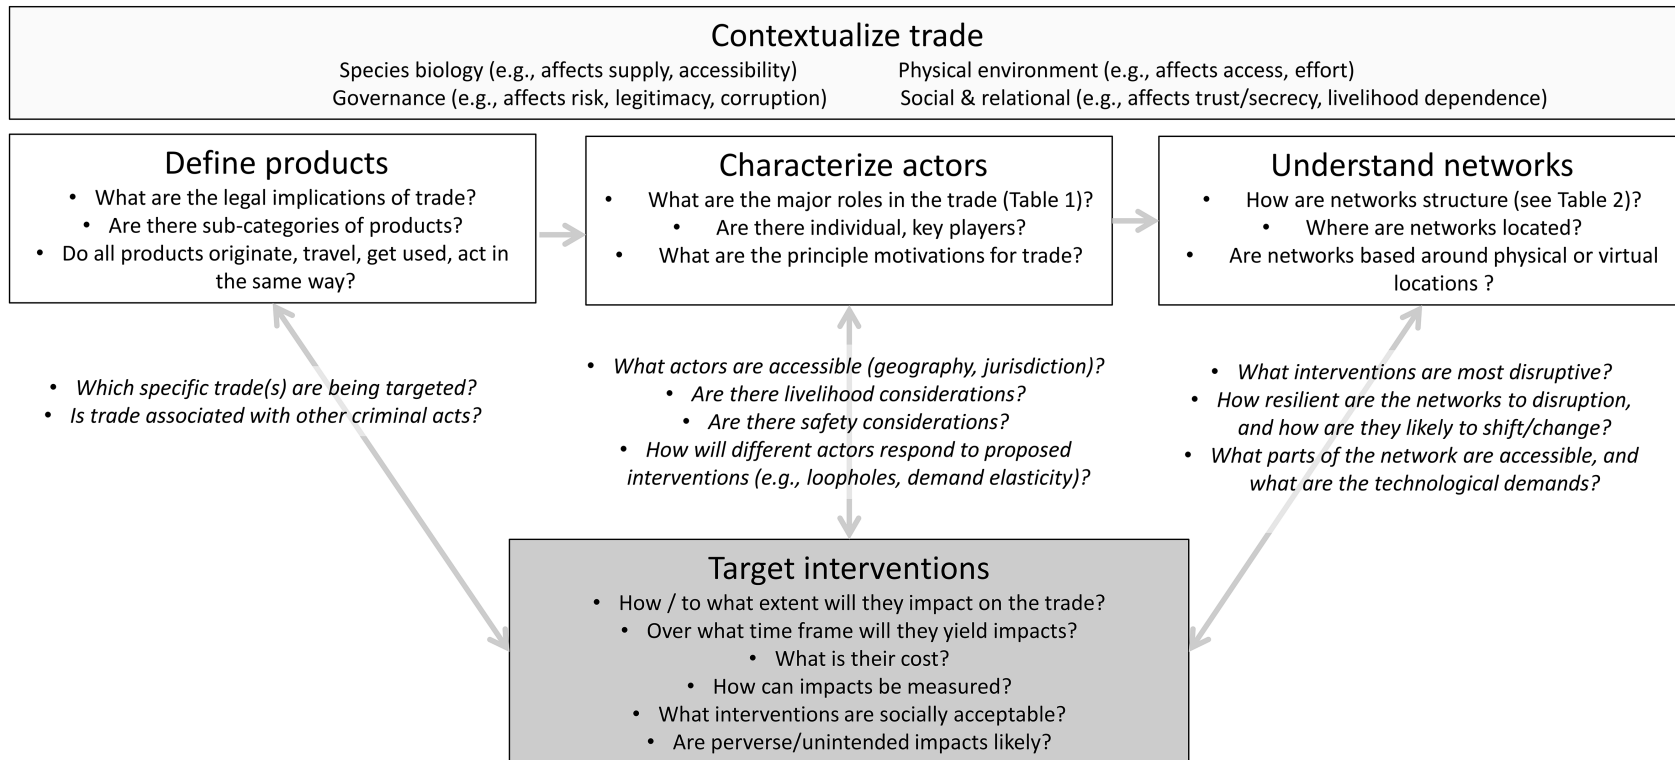 Contextualize trade
Species biology (e.g., affects supply, accessibility)
Physical environment (e.g., affects access, effort)
Governance (e.g., affects risk, legitimacy, corruption)
Social & relational (e.g., affects trust/secrecy, livelihood dependence)
Define products
• What are the legal implications of trade?
• Are there sub-categories of products?
• Do all products originate, travel, get used, act in
the same way?
Characterize actors
• What are the major roles in the trade (Table 1)?
• Are there individual, key players?
• What are the principle motivations for trade?
Understand networks
• How are networks structure (see Table 2)?
• Where are networks located?
• Are networks based around physical or virtual
locations ?
• Which specific trade(s) are being targeted?
• Is trade associated with other criminal acts?
• What actors are accessible (geography, jurisdiction)?
• Are there livelihood considerations?
• Are there safety considerations?
• How will different actors respond to proposed
interventions (e.g., loopholes, demand elasticity)?
• What interventions are most disruptive?
• How resilient are the networks to disruption,
and how are they likely to shift/change?
• What parts of the network are accessible, and
what are the technological demands?
Target interventions
• How / to what extent will they impact on the trade?
• Over what time frame will they yield impacts?
• What is their cost?
• How can impacts be measured?
• What interventions are socially acceptable?
• Are perverse/unintended impacts likely?